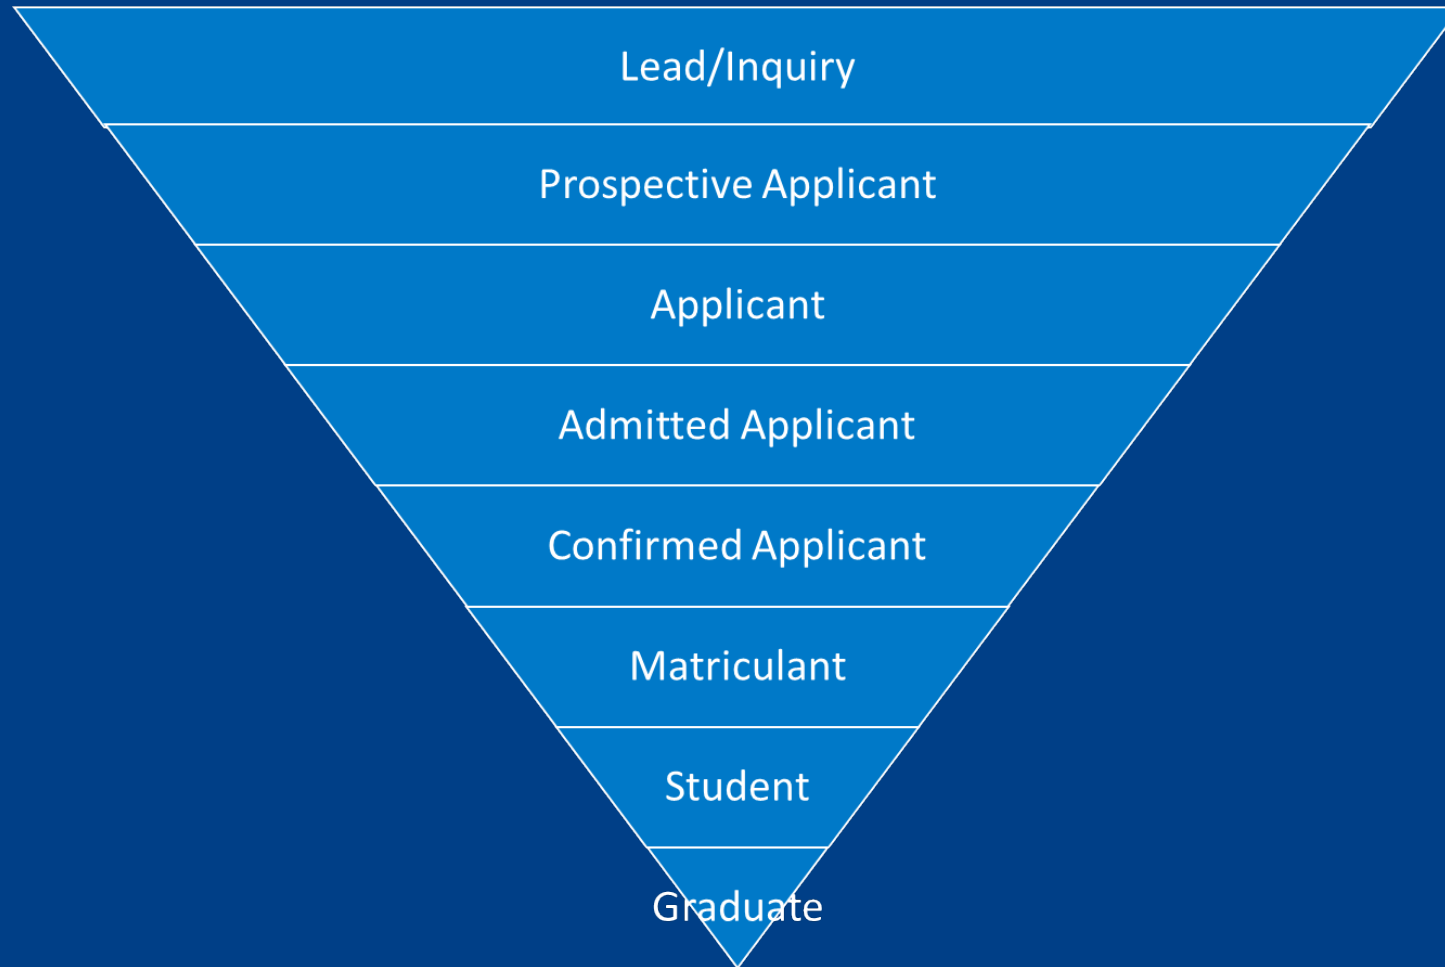 Lead/Inquiry
Prospective Applicant
Applicant
Admitted Applicant
Confirmed Applicant
Matriculant
Student
Graduate